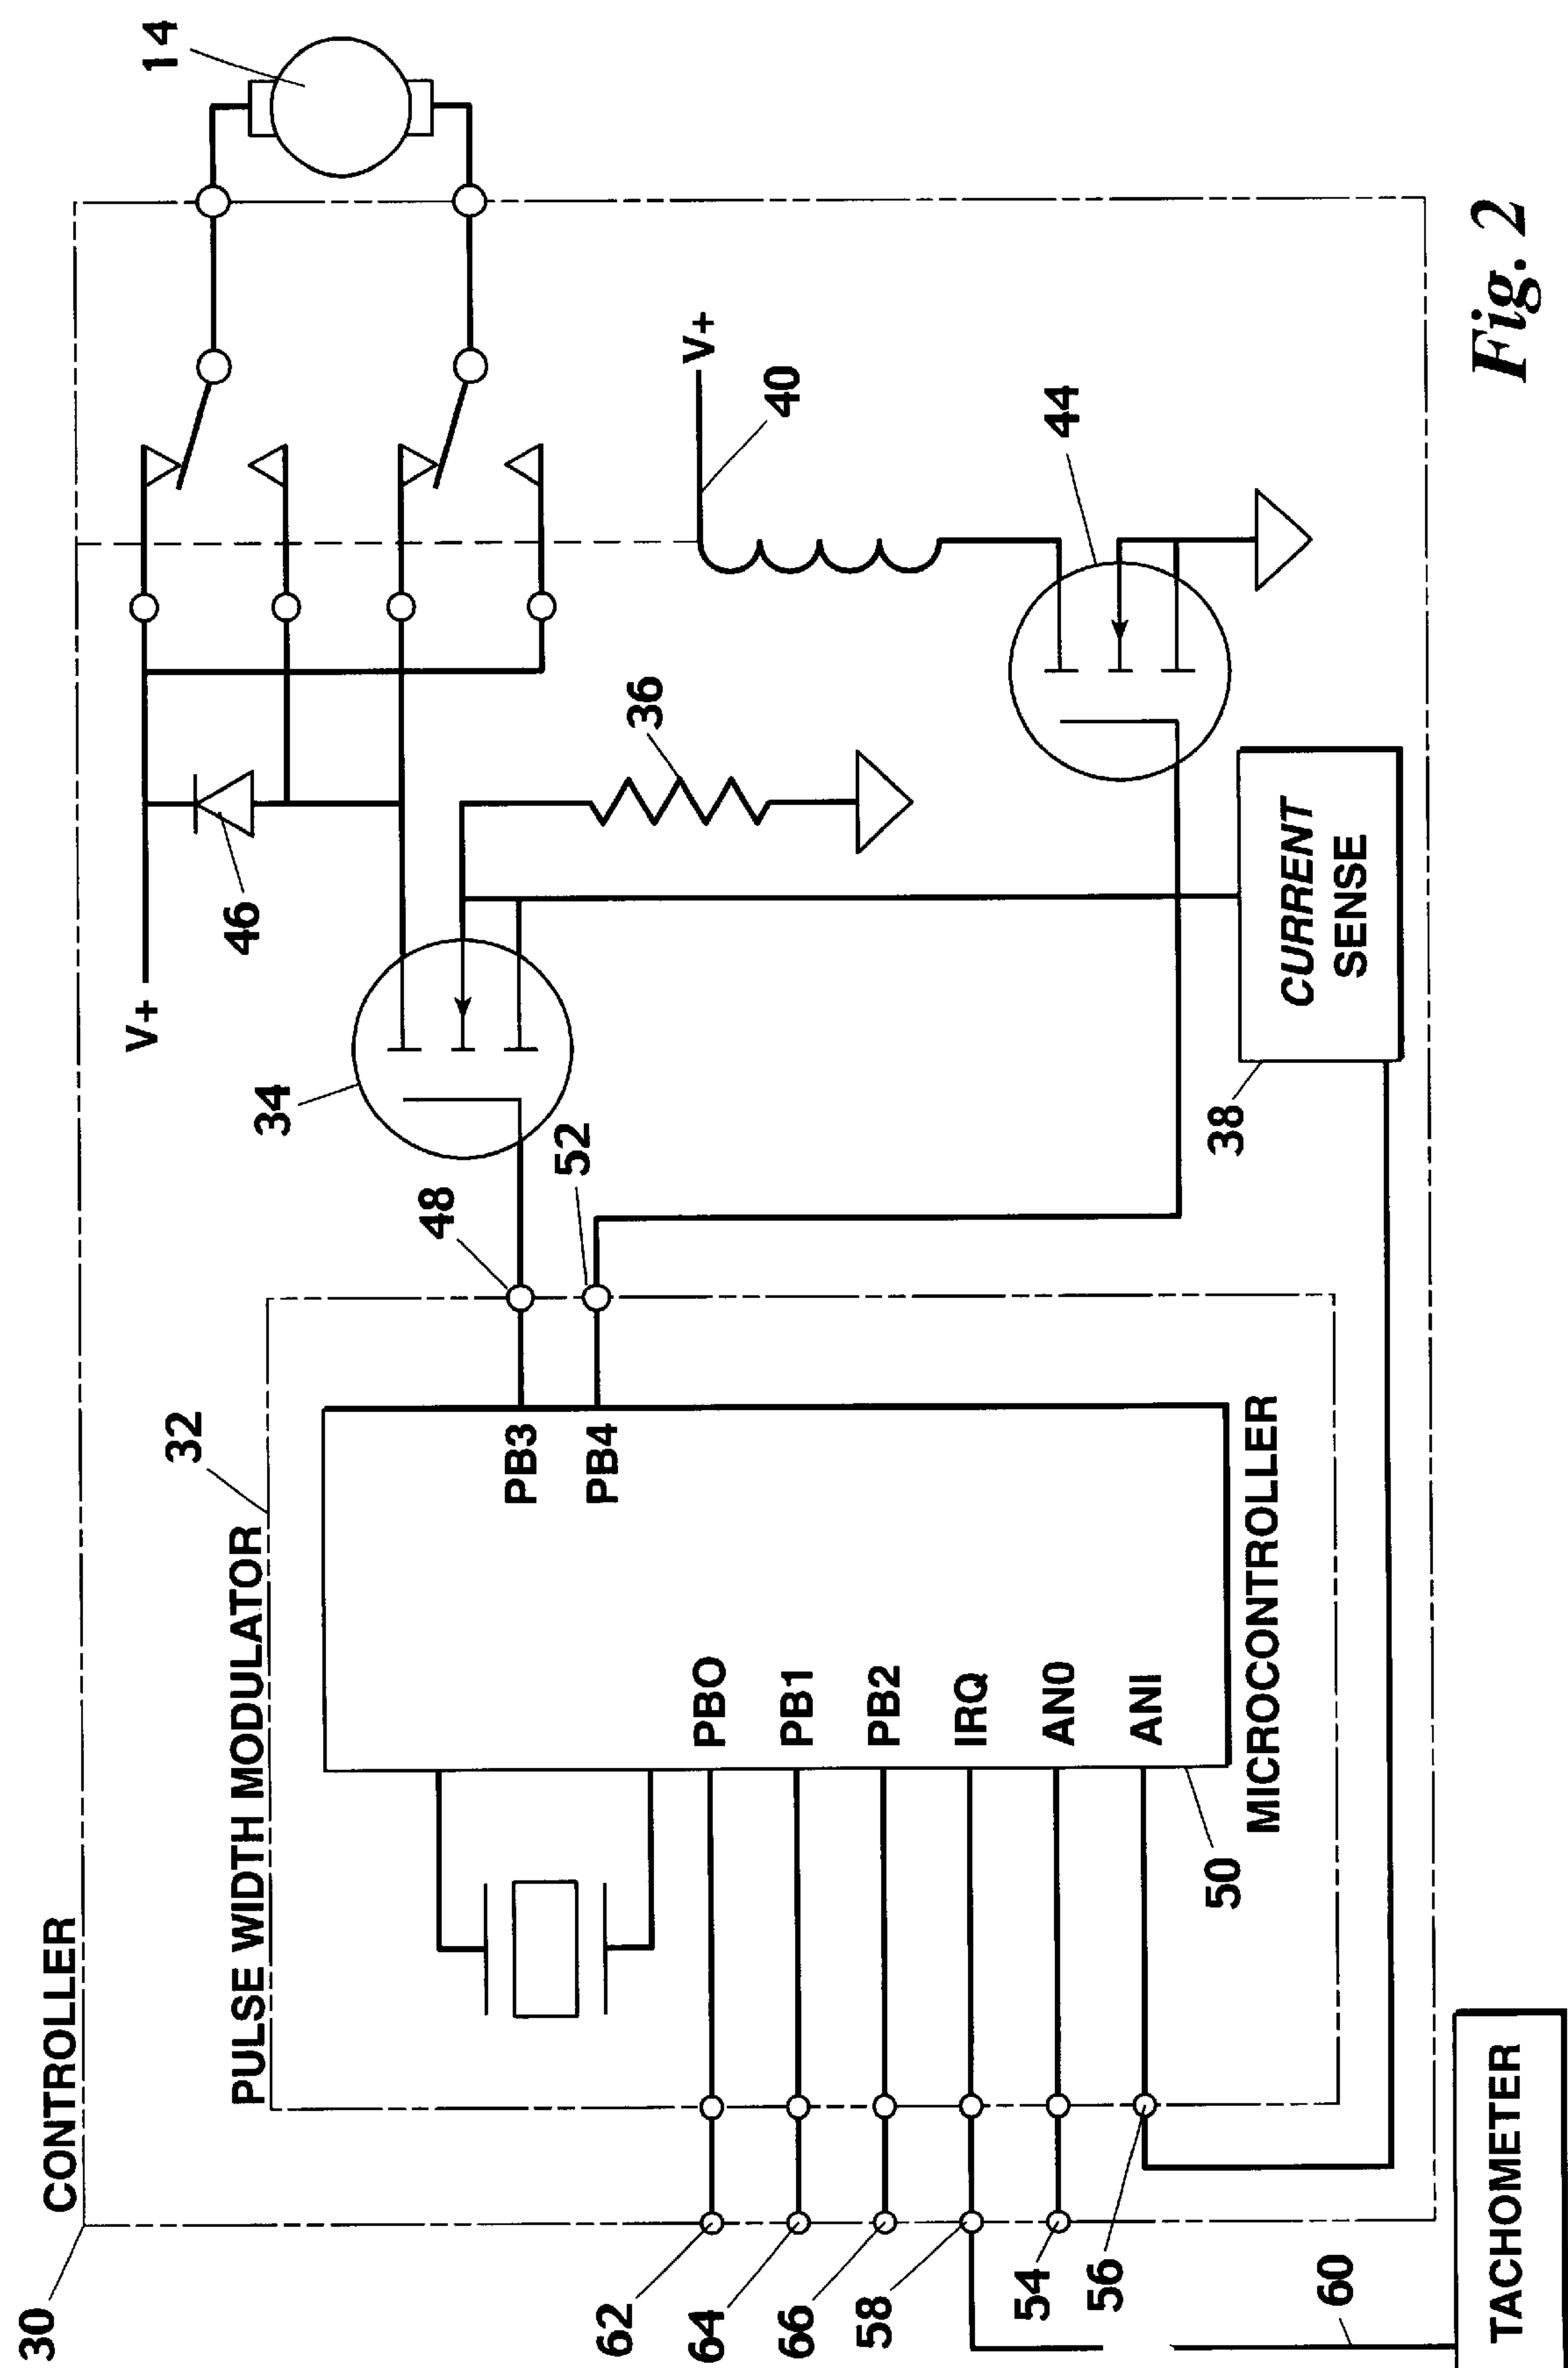 30
CONTROLLER
PULSE WIDTH MODULATOR
32
PB3
PB4
PBO
PB1
PB2
IRQ
AN0
ANI
MICROCONTROLLER
50
48
52
34
V+
46
36
V+
40
44
14
CURRENT
SENSE
38
62
64
66
58
54
56
60
TACHOMETER
Fig. 2